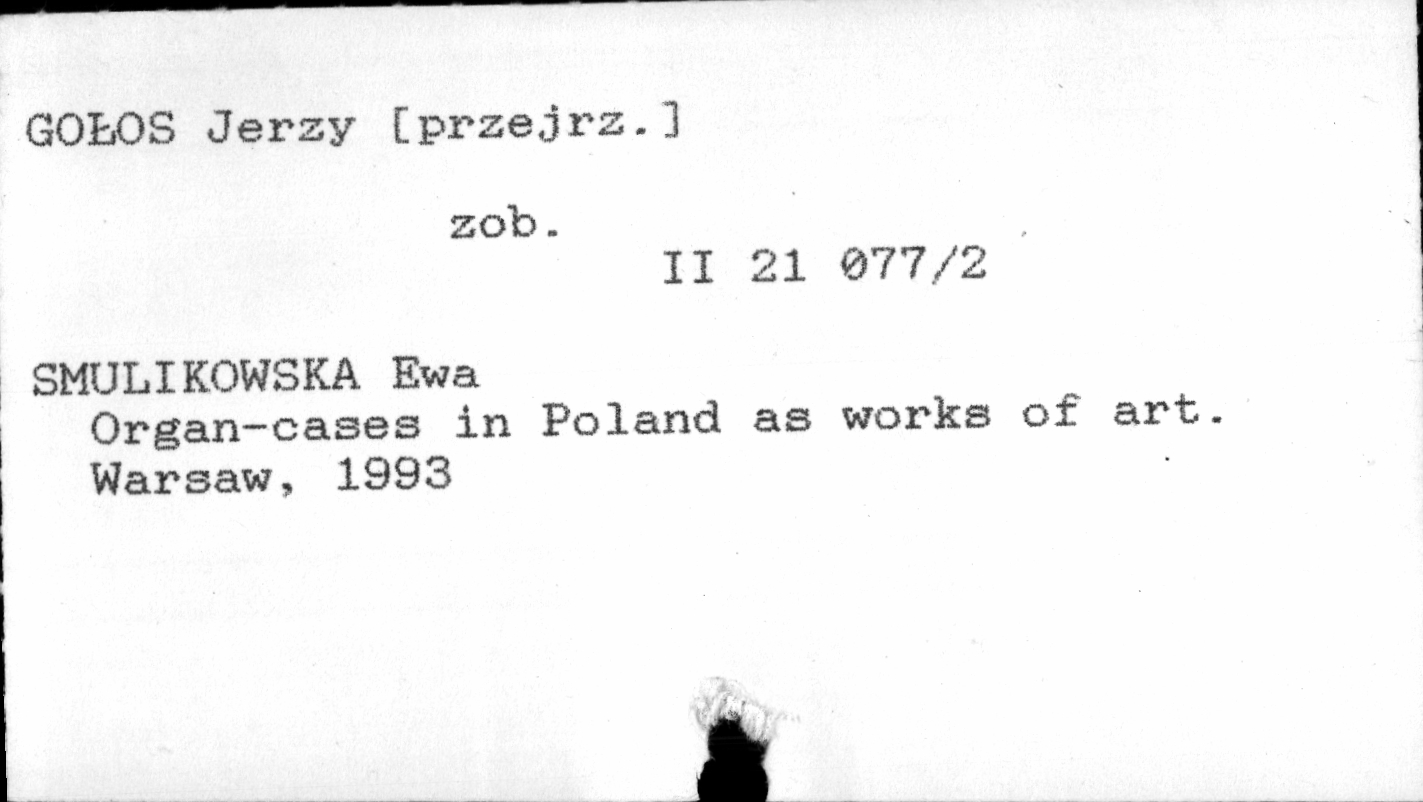 GOŁOS Jerzy [przejrz.]
zob.
II 21 077/2
SMULIKOWSKA Ewa
Organ-cases in Poland as works of art.
Warsaw, 1993